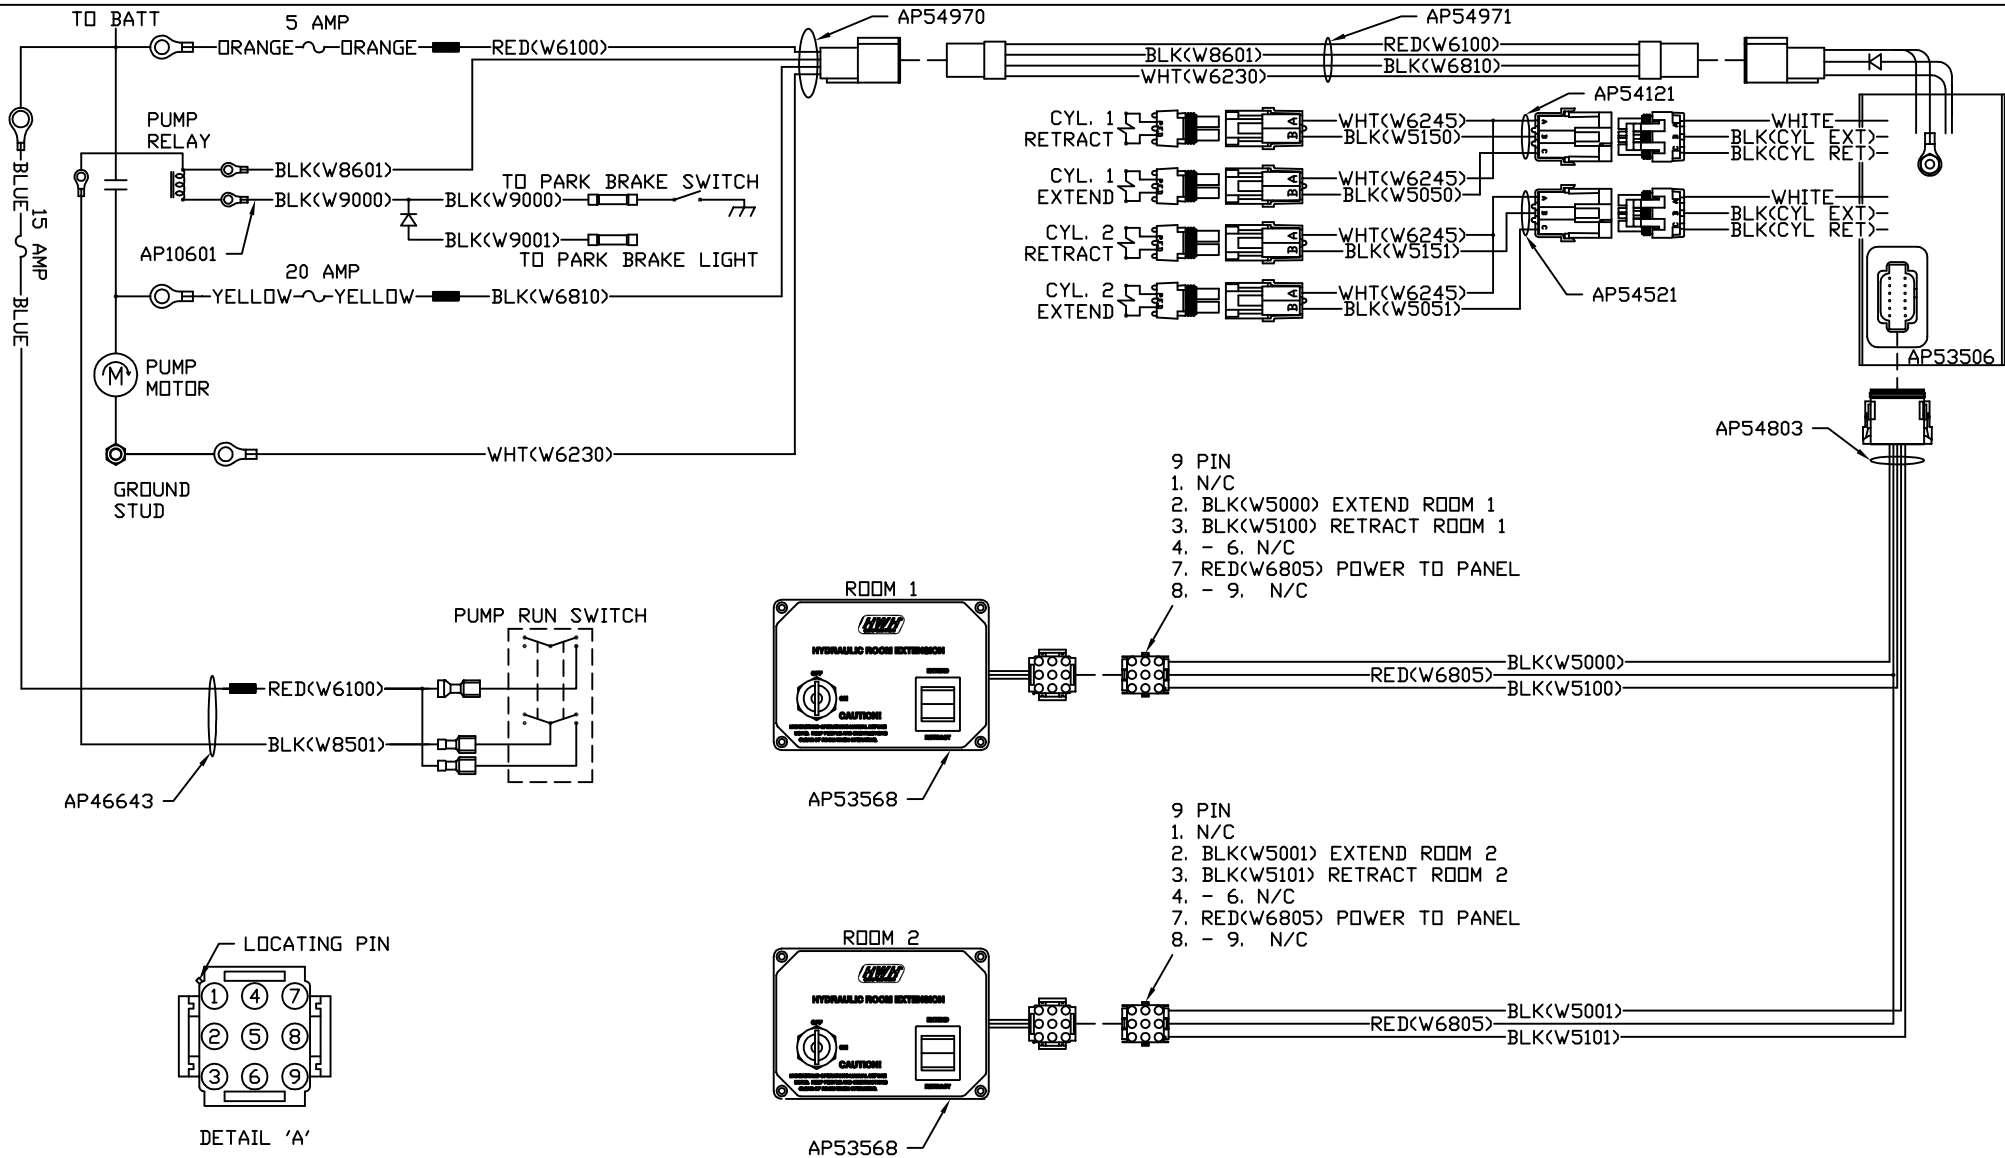 TO BATT
5 AMP
ORANGE ORANGE RED(W6100)
AP54970
AP54971
BLK(W8601) RED(W6100)
WHT(W6230) BLK(W6810)
PUMP
RELAY
BLK(W8601)
BLK(W9000) BLK(W9000)
TO PARK BRAKE SWITCH
BLK(W9001)
TO PARK BRAKE LIGHT
AP10601
BLUE 15 AMP BLUE
20 AMP
YELLOW YELLOW BLK(W6810)
PUMP
MOTOR
WHT(W6230)
GROUND
STUD
CYL. 1
RETRACT
A
B
WHT(W6245)
BLK(W5150)
CYL. 1
EXTEND
A
B
WHT(W6245)
BLK(W5050)
CYL. 2
RETRACT
A
B
WHT(W6245)
BLK(W5151)
CYL. 2
EXTEND
A
B
WHT(W6245)
BLK(W5051)
AP54121
A
B
C
WHITE
BLK(CYL EXT)
BLK(CYL RET)
A
B
C
WHITE
BLK(CYL EXT)
BLK(CYL RET)
AP54521
AP53506
AP54803
9 PIN
1. N/C
2. BLK(W5000) EXTEND ROOM 1
3. BLK(W5100) RETRACT ROOM 1
4. - 6. N/C
7. RED(W6805) POWER TO PANEL
8. - 9. N/C
PUMP RUN SWITCH
RED(W6100)
BLK(W8501)
AP46643
ROOM 1
HWH
HYDRAULIC ROOM EXTENSION
OFF
ON
CAUTION!
EXTEND
RETRACT
AP53568
BLK(W5000)
RED(W6805)
BLK(W5100)
9 PIN
1. N/C
2. BLK(W5001) EXTEND ROOM 2
3. BLK(W5101) RETRACT ROOM 2
4. - 6. N/C
7. RED(W6805) POWER TO PANEL
8. - 9. N/C
ROOM 2
HWH
HYDRAULIC ROOM EXTENSION
OFF
ON
CAUTION!
EXTEND
RETRACT
AP53568
BLK(W5001)
RED(W6805)
BLK(W5101)
LOCATING PIN
1 4 7
2 5 8
3 6 9
DETAIL 'A'
M